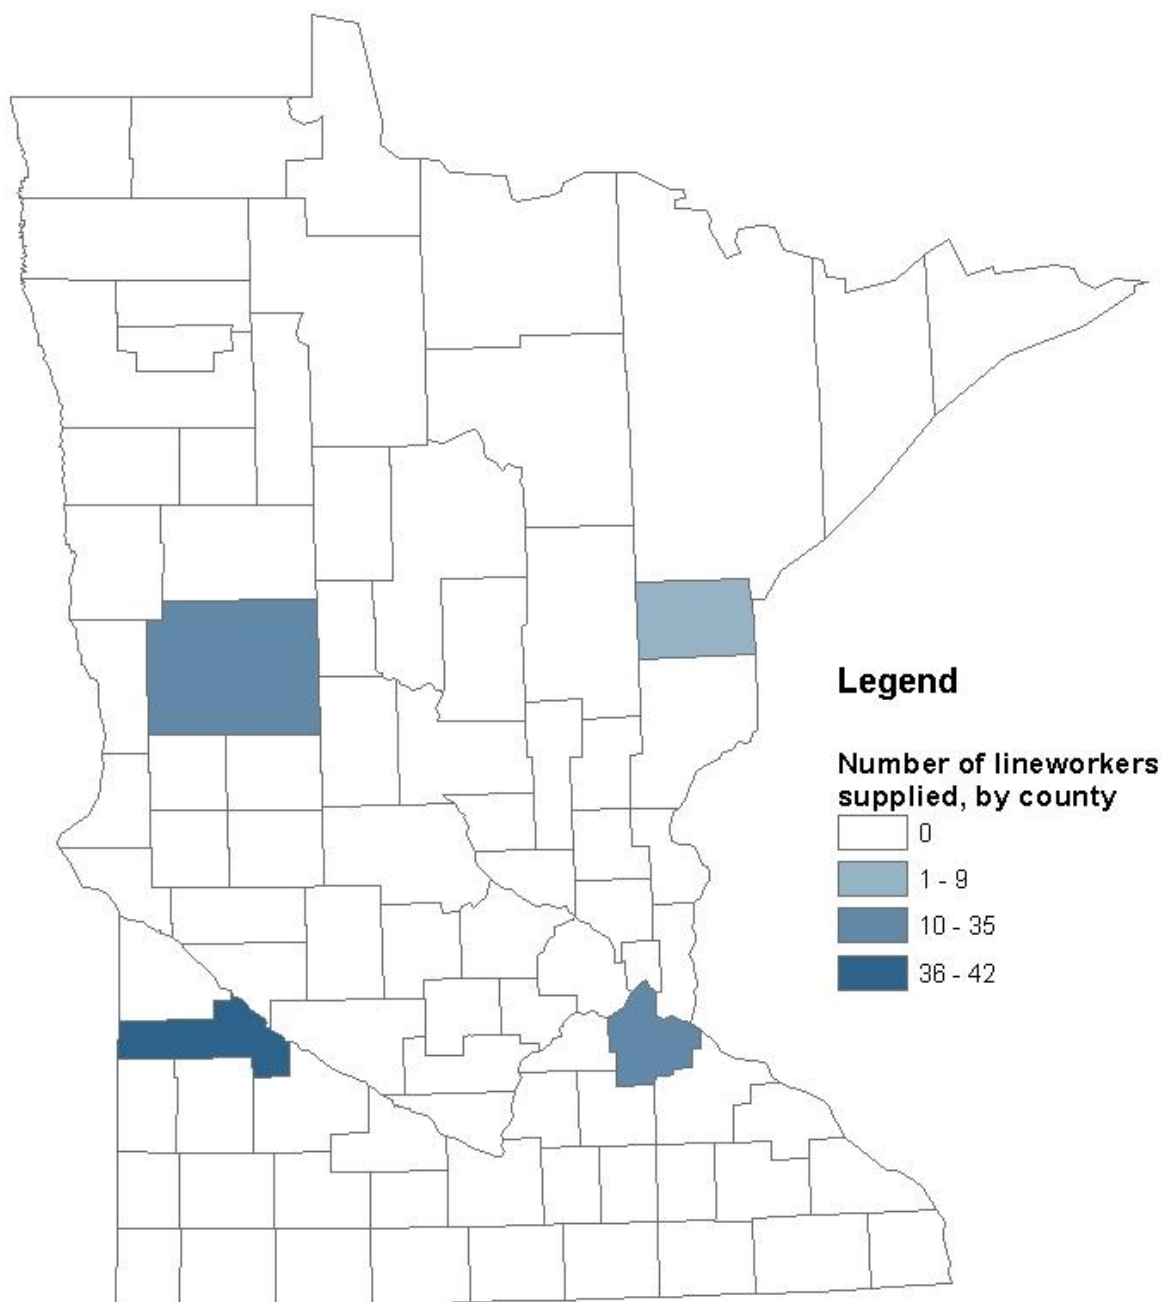 Legend
Number of lineworkers
supplied, by county
0
1 - 9
10 - 35
36 - 42